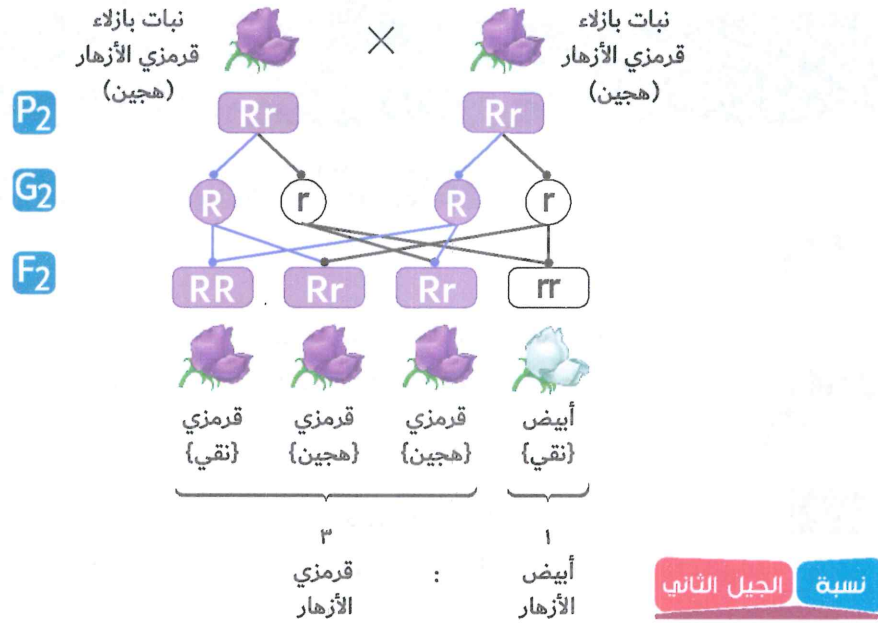 نبات بازلاء
قرمزي الأزهار
(هجين)
×
نبات بازلاء
قرمزي الأزهار
(هجين)
P2
Rr Rr
G2
R r R r
F2
RR Rr Rr rr
قرمزي
{نقي}
قرمزي
{هجين}
قرمزي
{هجين}
أبيض
{نقي}
٣
قرمزي
الأزهار
:
١
أبيض
الأزهار
نسبة الجيل الثاني